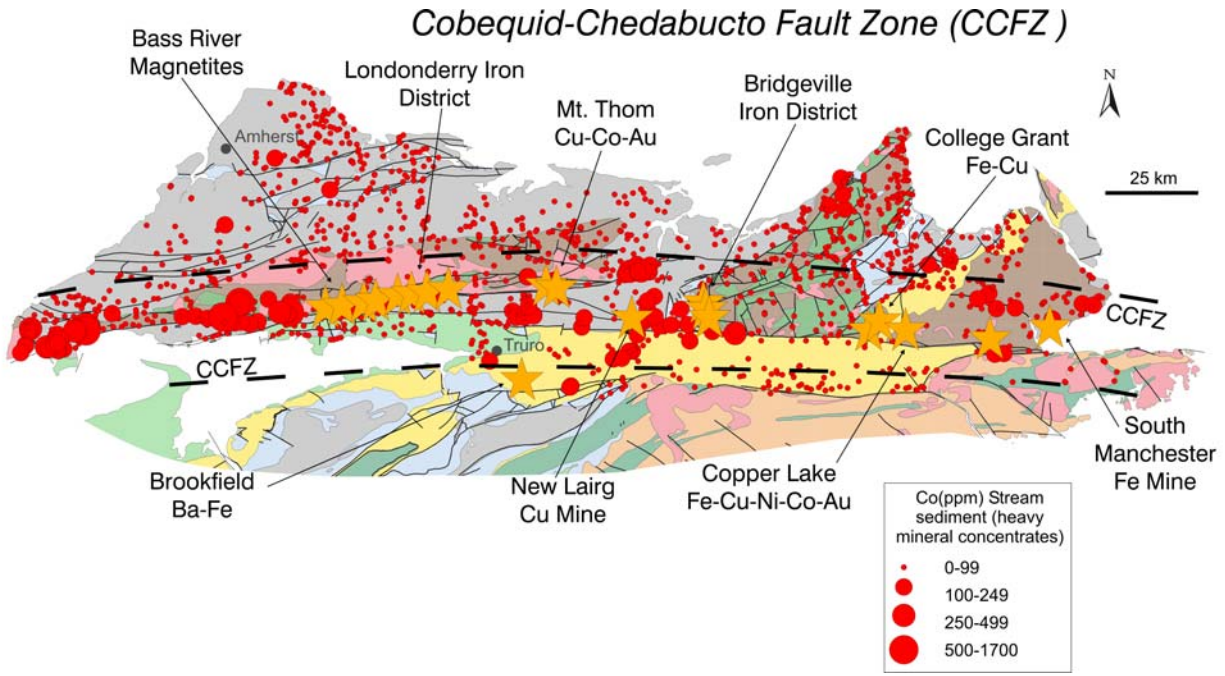 Cobequid-Chedabucto Fault Zone (CCFZ )
Bass River
Magnetites
Londonderry Iron
District
Mt. Thom
Cu-Co-Au
Bridgeville
Iron District
College Grant
Fe-Cu
N
25 km
Amherst
CCFZ
Truro
CCFZ
Brookfield
Ba-Fe
New Lairg
Cu Mine
Copper Lake
Fe-Cu-Ni-Co-Au
South
Manchester
Fe Mine
Co(ppm) Stream
sediment (heavy
mineral concentrates)
0-99
100-249
250-499
500-1700